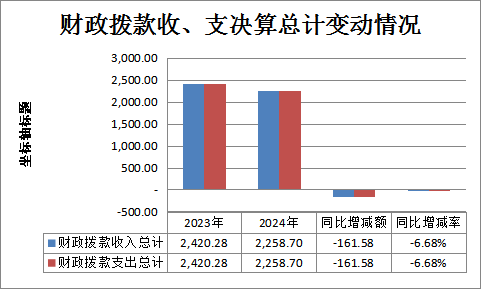 财政拨款收、支决算总计变动情况
坐标轴标题
3,000.00
2,500.00
2,000.00
1,500.00
1,000.00
500.00
-
-500.00
2023年 2024年 同比增减额 同比增减率
财政拨款收入总计 2,420.28 2,258.70 -161.58 -6.68%
财政拨款支出总计 2,420.28 2,258.70 -161.58 -6.68%